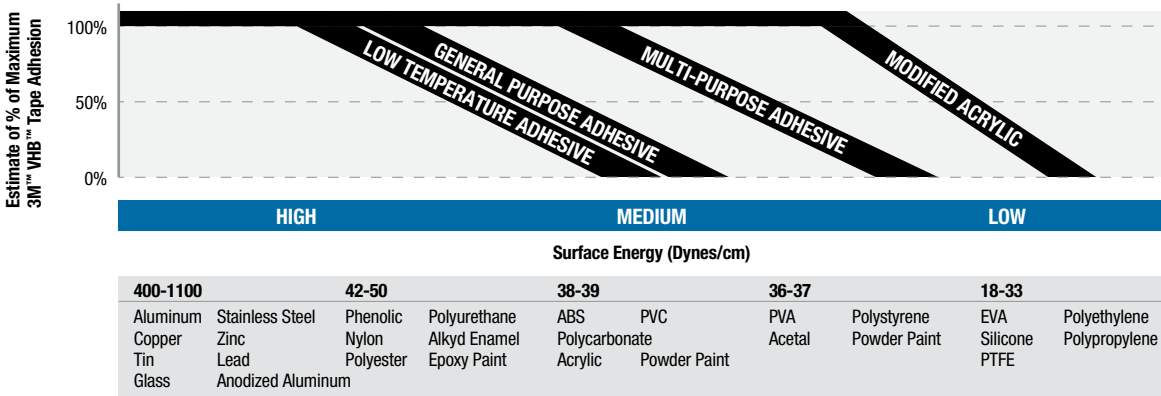 Estimate of % of Maximum
3M™ VHB™ Tape Adhesion
100%
50%
0%
LOW TEMPERATURE ADHESIVE
GENERAL PURPOSE ADHESIVE
MULTI-PURPOSE ADHESIVE
MODIFIED ACRYLIC
HIGH MEDIUM LOW
Surface Energy (Dynes/cm)
400-1100 42-50 38-39 36-37 18-33
Aluminum Stainless Steel Phenolic Polyurethane ABS PVC PVA Polystyrene EVA Polyethylene
Copper Zinc Nylon Alkyd Enamel Polycarbonate Acetal Powder Paint Silicone Polypropylene
Tin Lead Polyester Epoxy Paint Acrylic Powder Paint PTFE
Glass Anodized Aluminum